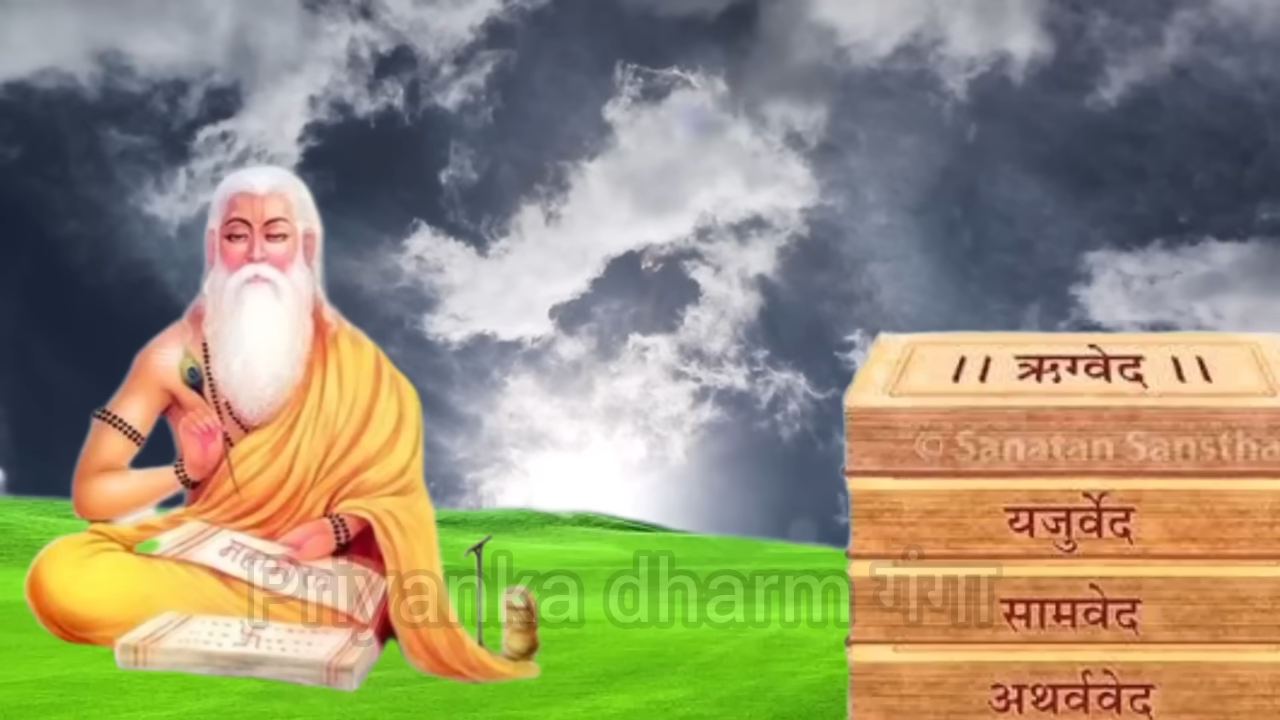 ।। ऋग्वेद ।।
© Sanatan Sanstha
यजुर्वेद
सामवेद
अथर्ववेद
Priyanka dharm गंगा